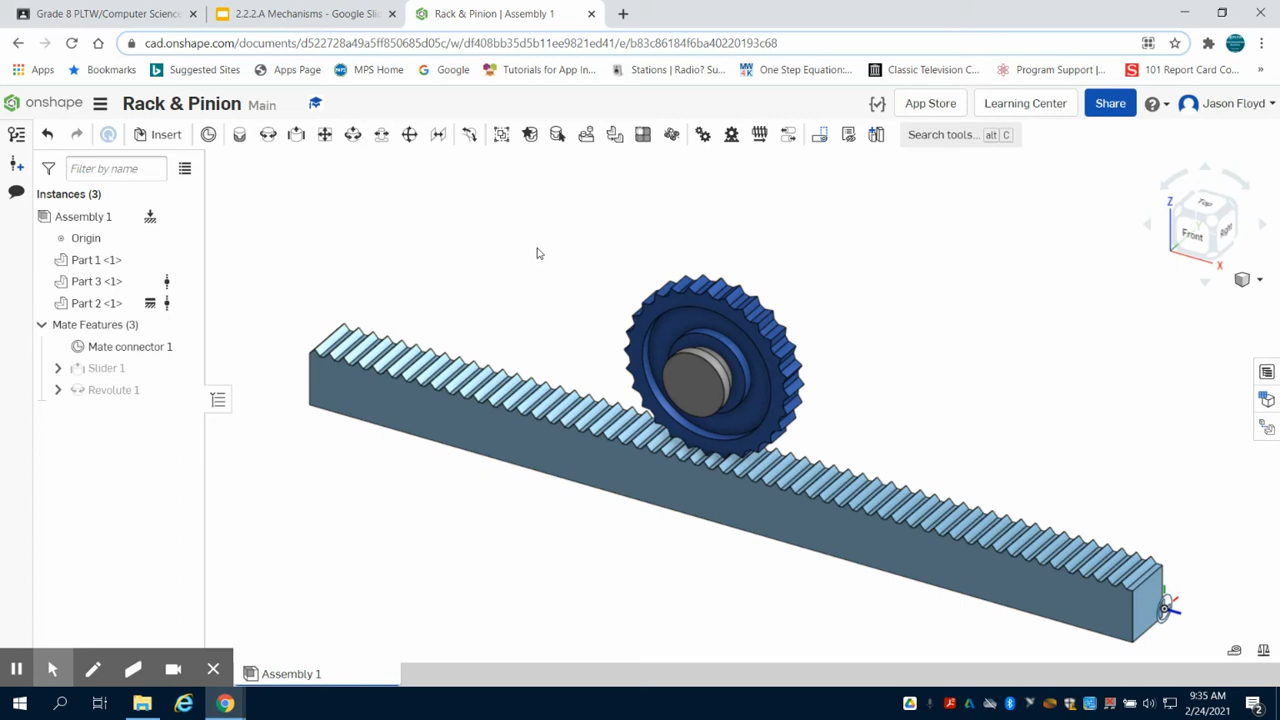 Grade 8 PLTW/Computer Science
2.2.2.A Mechanisms - Google Sli
Rack & Pinion | Assembly 1
cad.onshape.com/documents/d522728a49a5ff850685d05c/w/df408bb35d5b11ee9821ed41/e/b83c86184f6ba40220193c68
Apps
Bookmarks
Suggested Sites
Apps Page
MPS Home
Google
Tutorials for App In...
Stations | Radio? Su...
One Step Equation:...
Classic Television C...
Program Support |...
101 Report Card Co...
»
onshape
Rack & Pinion Main
App Store
Learning Center
Share
Jason Floyd
Insert
Search tools... alt C
Filter by name
Instances (3)
Assembly 1
Origin
Part 1 <1>
Part 3 <1>
Part 2 <1>
Mate Features (3)
Mate connector 1
Slider 1
Revolute 1
Z
Top
Front
Right
X
Assembly 1
9:35 AM
2/24/2021
2